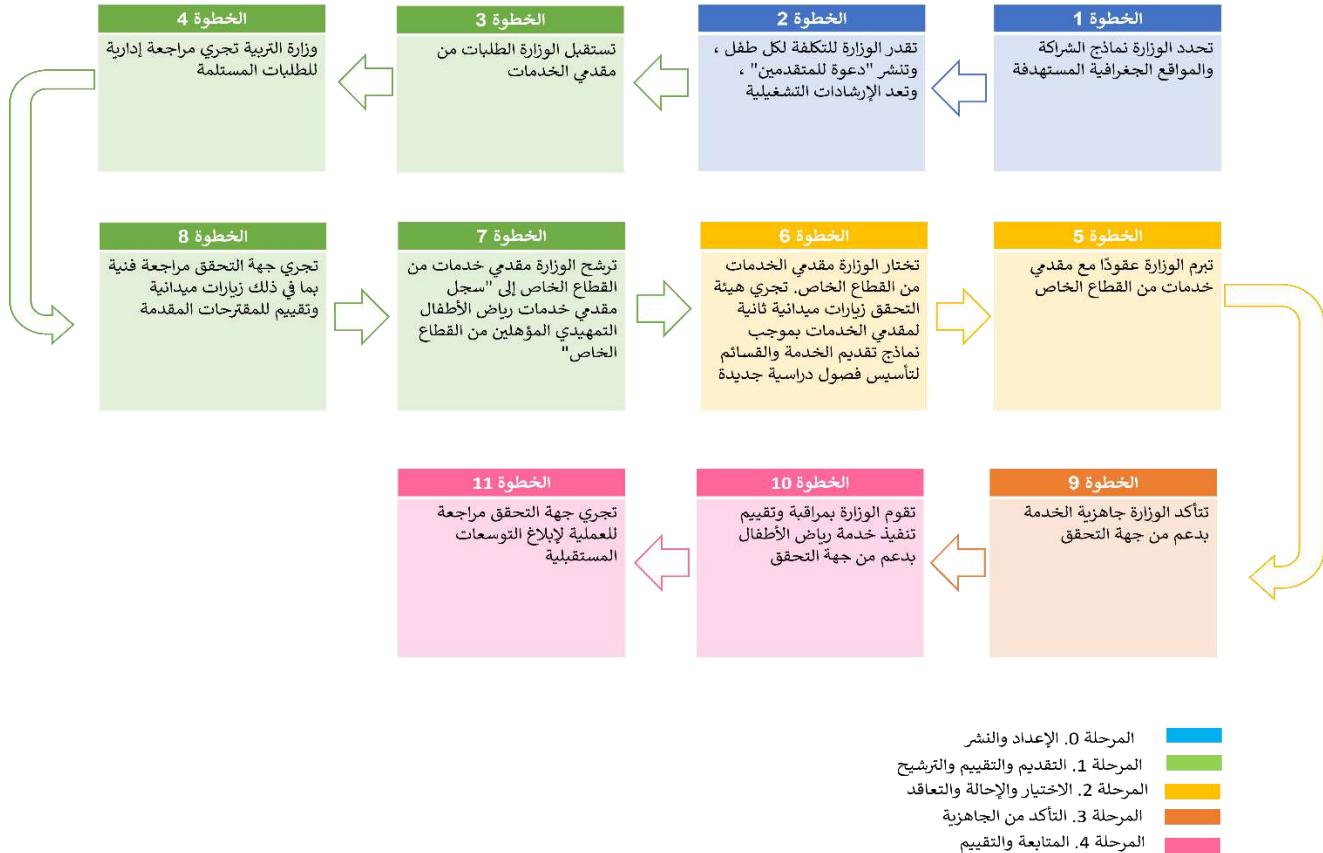 الخطوة 1
تحدد الوزارة نماذج الشراكة
والمواقع الجغرافية المستهدفة
الخطوة 2
تقدر الوزارة للتكلفة لكل طفل ،
وتنشر "دعوة للمتقدمين" ،
وتعد الإرشادات التشغيلية
الخطوة 3
تستقبل الوزارة الطلبات من
مقدمي الخدمات
الخطوة 4
وزارة التربية تجري مراجعة إدارية
للطلبات المستلمة
الخطوة 5
تبرم الوزارة عقودًا مع مقدمي
خدمات من القطاع الخاص
الخطوة 6
تختار الوزارة مقدمي الخدمات
من القطاع الخاص. تجري هيئة
التحقق زيارات ميدانية ثانية
لمقدمي الخدمات بموجب
نماذج تقديم الخدمة والقسائم
لتأسيس فصول دراسية جديدة
الخطوة 7
ترشح الوزارة مقدمي خدمات من
القطاع الخاص إلى "سجل
مقدمي خدمات رياض الأطفال
التمهيدي المؤهلين من القطاع
الخاص"
الخطوة 8
تجري جهة التحقق مراجعة فنية
بما في ذلك زيارات ميدانية
وتقييم للمقترحات المقدمة
الخطوة 9
تتأكد الوزارة جاهزية الخدمة
بدعم من جهة التحقق
الخطوة 10
تقوم الوزارة بمراقبة وتقييم
تنفيذ خدمة رياض الأطفال
بدعم من جهة التحقق
الخطوة 11
تجري جهة التحقق مراجعة
للعملية لإبلاغ التوسعات
المستقبلية
المرحلة 0. الإعداد والنشر
المرحلة 1. التقديم والتقييم والترشيح
المرحلة 2. الاختيار والإحالة والتعاقد
المرحلة 3. التأكد من الجاهزية
المرحلة 4. المتابعة والتقييم